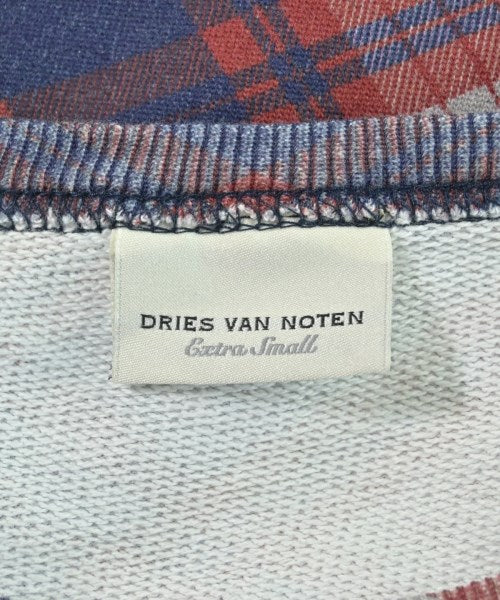 DRIES VAN NOTEN
Extra Small